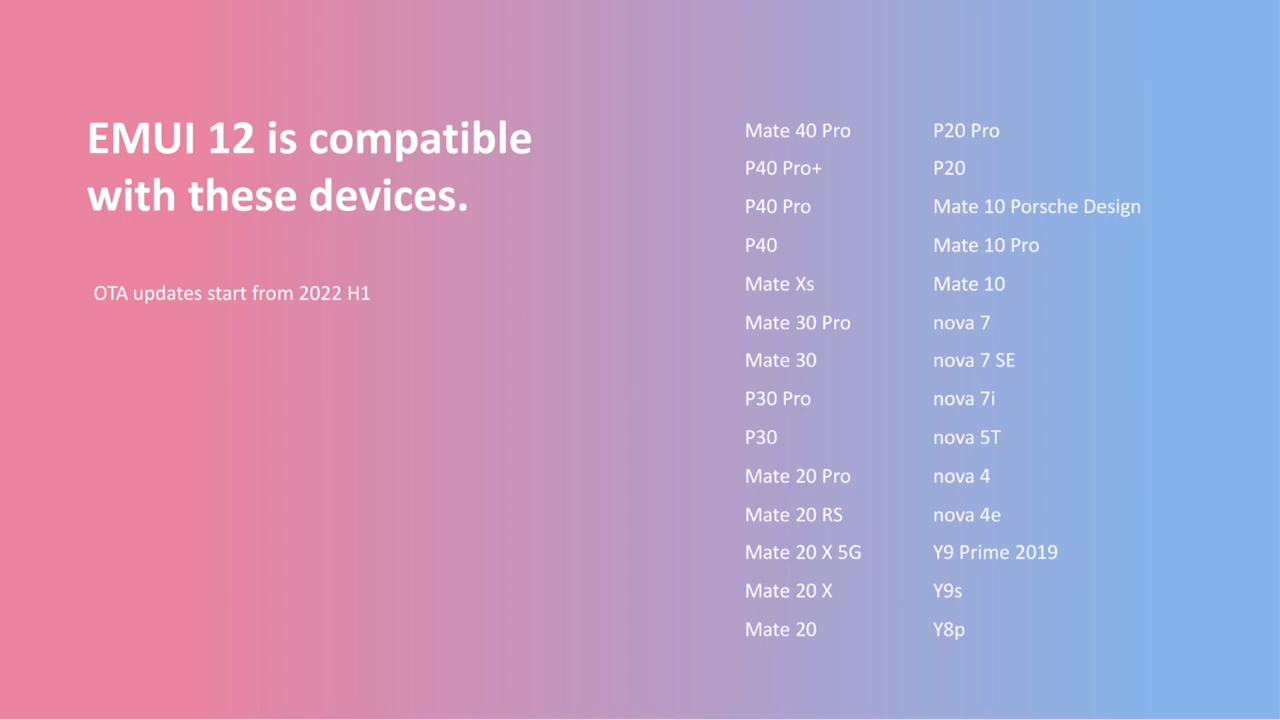 EMUI 12 is compatible
with these devices.
OTA updates start from 2022 H1
Mate 40 Pro
P40 Pro+
P40 Pro
P40
Mate Xs
Mate 30 Pro
Mate 30
P30 Pro
P30
Mate 20 Pro
Mate 20 RS
Mate 20 X 5G
Mate 20 X
Mate 20
P20 Pro
P20
Mate 10 Porsche Design
Mate 10 Pro
Mate 10
nova 7
nova 7 SE
nova 7i
nova 5T
nova 4
nova 4e
Y9 Prime 2019
Y9s
Y8p